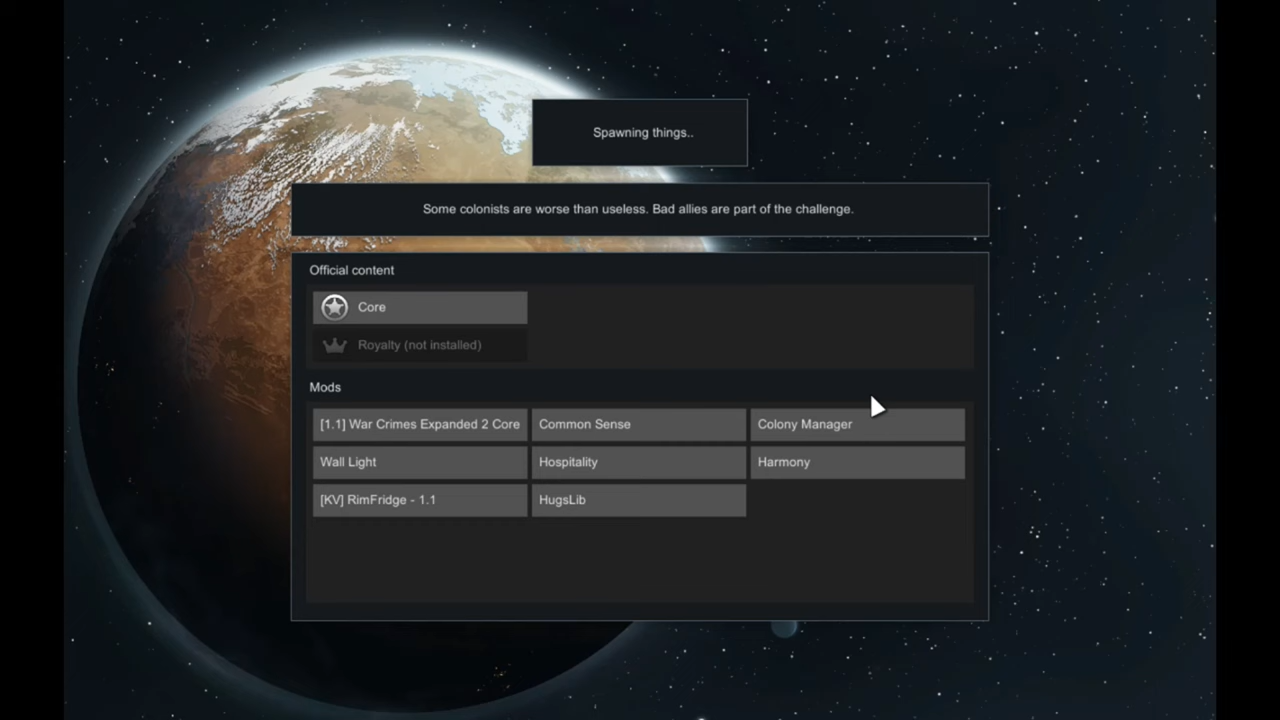 Spawning things..
Some colonists are worse than useless. Bad allies are part of the challenge.
Official content
Core
Royalty (not installed)
Mods
[1.1] War Crimes Expanded 2 Core
Common Sense
Colony Manager
Wall Light
Hospitality
Harmony
[KV] RimFridge - 1.1
HugsLib